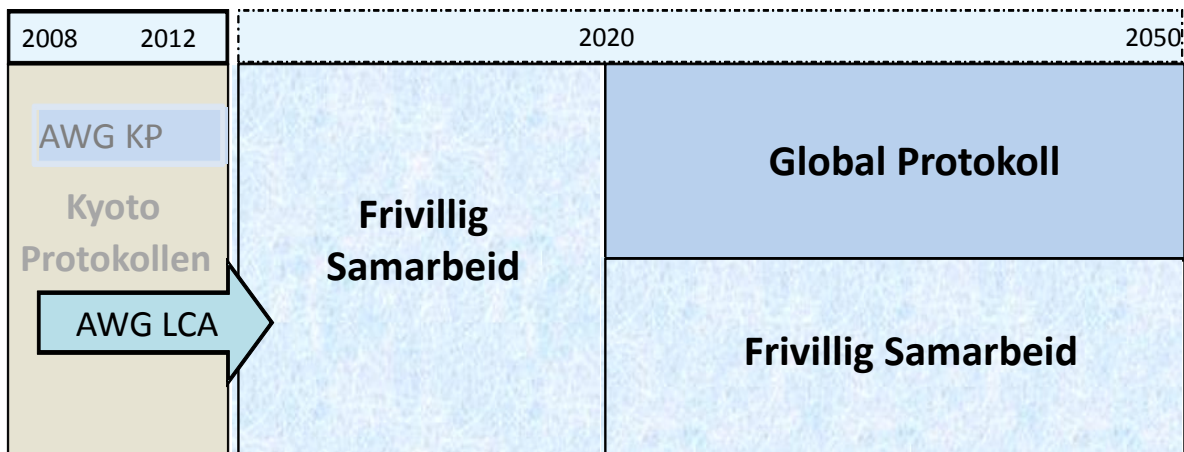 2008 2012 2020 2050
AWG KP
Kyoto
Protokollen
AWG LCA
Frivillig
Samarbeid
Global Protokoll
Frivillig Samarbeid